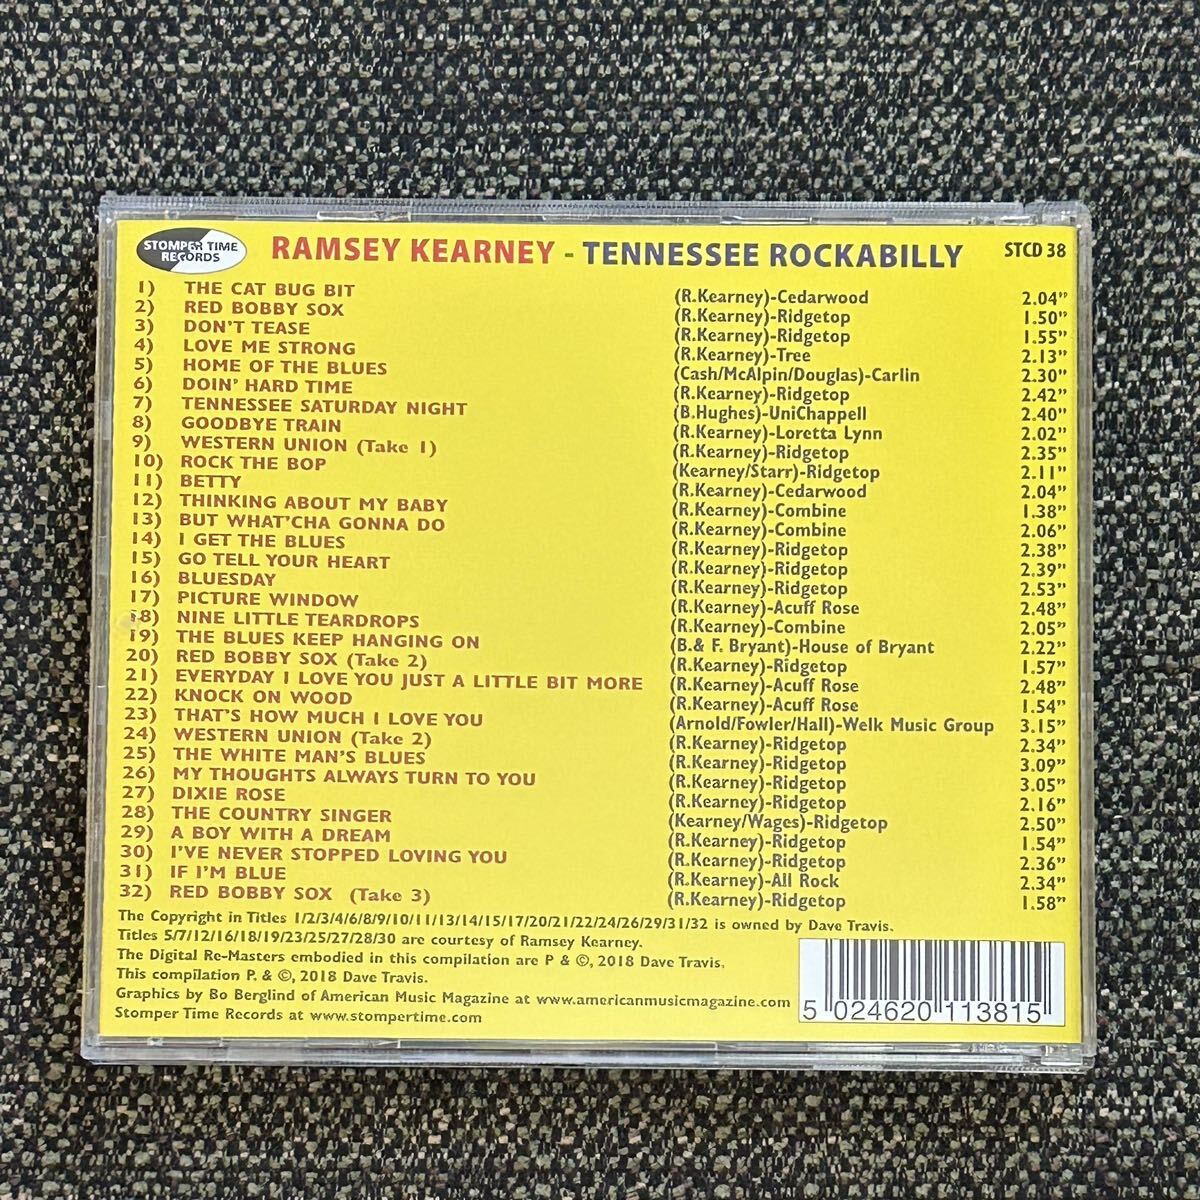 STOMPER TIME
RECORDS
RAMSEY KEARNEY - TENNESSEE ROCKABILLY STCD 38
1) THE CAT BUG BIT (R.Kearney)-Cedarwood 2.04”
2) RED BOBBY SOX (R.Kearney)-Ridgetop 1.50”
3) DON'T TEASE (R.Kearney)-Ridgetop 1.55”
4) LOVE ME STRONG (R.Kearney)-Tree 2.13”
5) HOME OF THE BLUES (Cash/McAlpin/Douglas)-Carlin 2.30”
6) DOIN' HARD TIME (R.Kearney)-Ridgetop 2.42”
7) TENNESSEE SATURDAY NIGHT (B.Hughes)-UniChappell 2.40”
8) GOODBYE TRAIN (R.Kearney)-Loretta Lynn 2.02”
9) WESTERN UNION (Take 1) (R.Kearney)-Ridgetop 2.35”
10) ROCK THE BOP (Kearney/Starr)-Ridgetop 2.11”
11) BETTY (R.Kearney)-Cedarwood 2.04”
12) THINKING ABOUT MY BABY (R.Kearney)-Combine 1.38”
13) BUT WHAT'CHA GONNA DO (R.Kearney)-Combine 2.06”
14) I GET THE BLUES (R.Kearney)-Ridgetop 2.38”
15) GO TELL YOUR HEART (R.Kearney)-Ridgetop 2.39”
16) BLUESDAY (R.Kearney)-Ridgetop 2.53”
17) PICTURE WINDOW (R.Kearney)-Acuff Rose 2.48”
18) NINE LITTLE TEARDROPS (R.Kearney)-Combine 2.05”
19) THE BLUES KEEP HANGING ON (B.& F. Bryant)-House of Bryant 2.22”
20) RED BOBBY SOX (Take 2) (R.Kearney)-Ridgetop 1.57”
21) EVERYDAY I LOVE YOU JUST A LITTLE BIT MORE (R.Kearney)-Acuff Rose 2.48”
22) KNOCK ON WOOD (R.Kearney)-Acuff Rose 1.54”
23) THAT'S HOW MUCH I LOVE YOU (Arnold/Fowler/Hall)-Welk Music Group 3.15”
24) WESTERN UNION (Take 2) (R.Kearney)-Ridgetop 2.34”
25) THE WHITE MAN'S BLUES (R.Kearney)-Ridgetop 3.09”
26) MY THOUGHTS ALWAYS TURN TO YOU (R.Kearney)-Ridgetop 3.05”
27) DIXIE ROSE (R.Kearney)-Ridgetop 2.16”
28) THE COUNTRY SINGER (Kearney/Wages)-Ridgetop 2.50”
29) A BOY WITH A DREAM (R.Kearney)-Ridgetop 1.54”
30) I'VE NEVER STOPPED LOVING YOU (R.Kearney)-Ridgetop 2.36”
31) IF I'M BLUE (R.Kearney)-All Rock 2.34”
32) RED BOBBY SOX (Take 3) (R.Kearney)-Ridgetop 1.58”
The Copyright in Titles 1/2/3/4/6/8/9/10/11/13/14/15/17/20/21/22/24/26/29/31/32 is owned by Dave Travis.
Titles 5/7/12/16/18/19/23/25/27/28/30 are courtesy of Ramsey Kearney.
The Digital Re-Masters embodied in this compilation are P & ©, 2018 Dave Travis.
This compilation P. & ©, 2018 Dave Travis.
Graphics by Bo Berglind of American Music Magazine at www.americanmusicmagazine.com
Stomper Time Records at www.stompertime.com
5 024620 113815